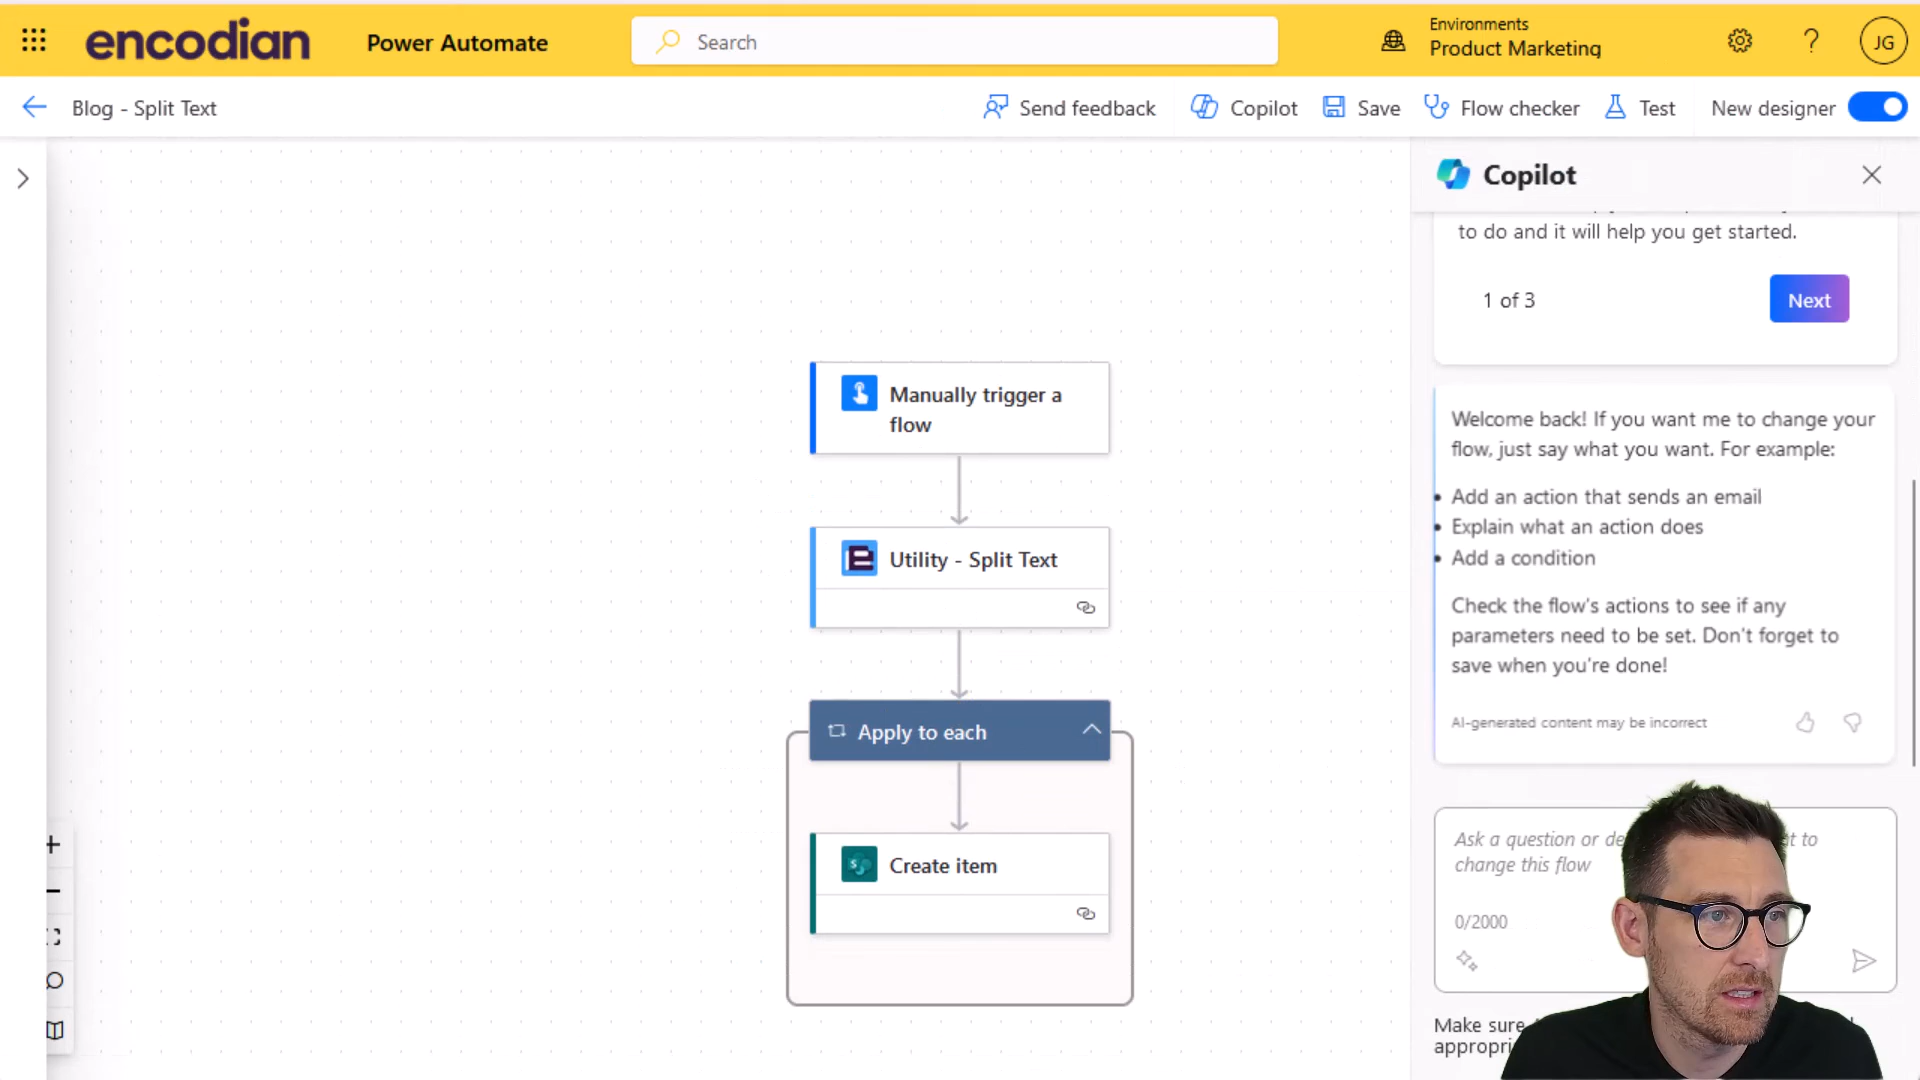 encodian
Power Automate
Search
Environments
Product Marketing
JG
Blog - Split Text
Send feedback
Copilot
Save
Flow checker
Test
New designer
Manually trigger a
flow
Utility - Split Text
Apply to each
Create item
Copilot
to do and it will help you get started.
1 of 3
Next
Welcome back! If you want me to change your
flow, just say what you want. For example:
Add an action that sends an email
Explain what an action does
Add a condition
Check the flow's actions to see if any
parameters need to be set. Don't forget to
save when you're done!
AI-generated content may be incorrect
Ask a question or to
change this flow
0/2000
Make sure